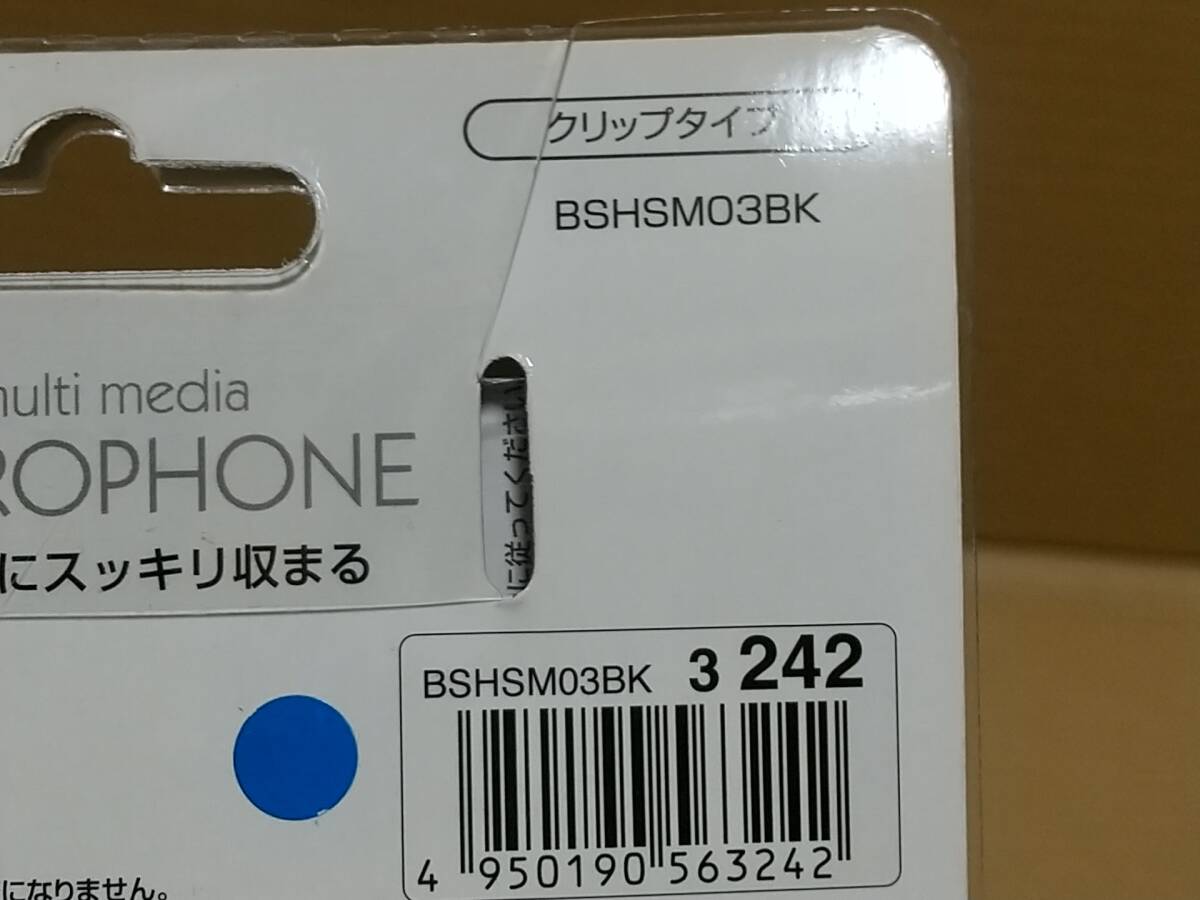 クリップタイプ
BSHSM03BK
multi media
ROPHONE
にスッキリ収まる
に従ってください
BSHSM03BK 3 242
4 950190 563242
になりません。